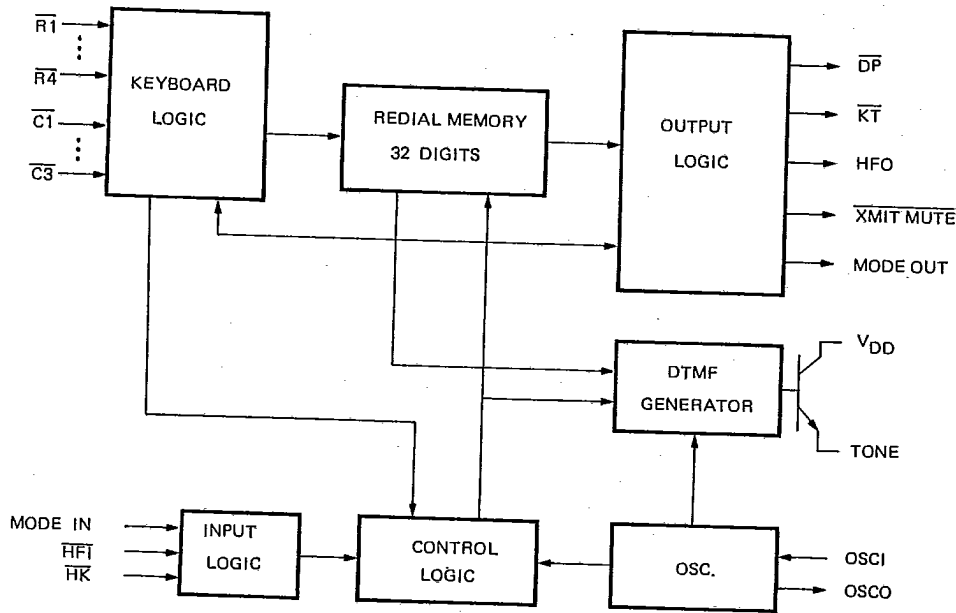 R1
R4
C1
C3
KEYBOARD
LOGIC
REDIAL MEMORY
32 DIGITS
OUTPUT
LOGIC
DP
KT
HFO
XMIT MUTE
MODE OUT
DTMF
GENERATOR
VDD
TONE
MODE IN
HFI
HK
INPUT
LOGIC
CONTROL
LOGIC
OSC.
OSCI
OSCO